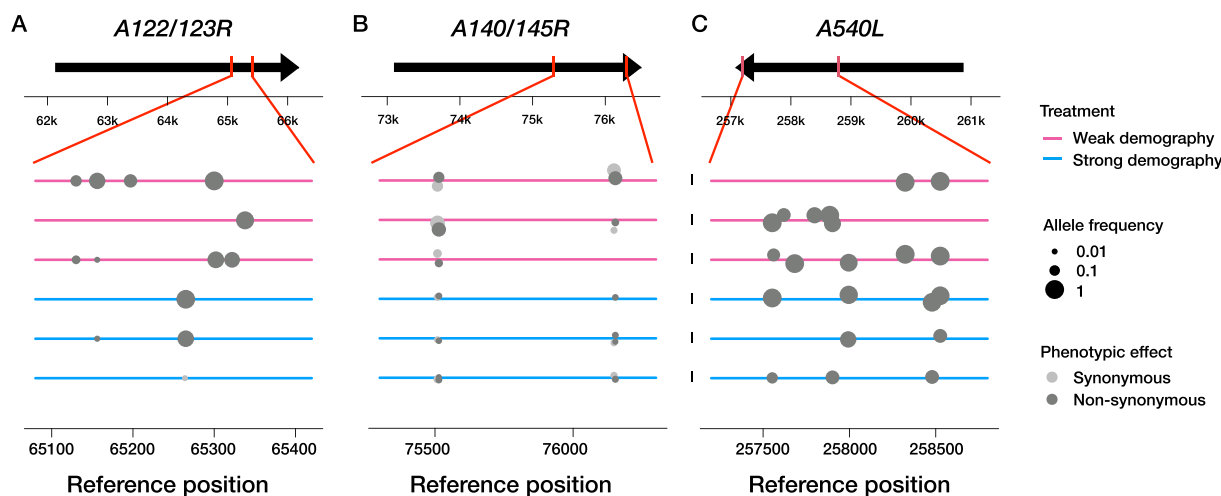 A
A122/123R
62k 63k 64k 65k 66k
65100 65200 65300 65400
Reference position
B
A140/145R
73k 74k 75k 76k
75500 76000
Reference position
C
A540L
257k 258k 259k 260k 261k
I
I
I
I
I
I
257500 258000 258500
Reference position
Treatment
Weak demography
Strong demography
Allele frequency
0.01
0.1
1
Phenotypic effect
Synonymous
Non-synonymous